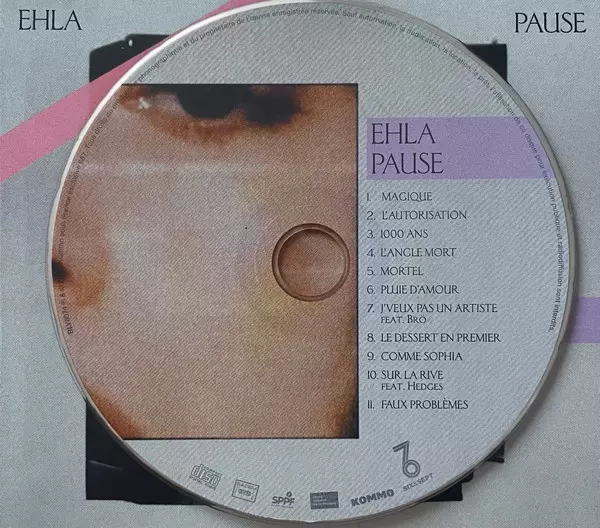 EHLA
PAUSE
EHLA
PAUSE
1. MAGIQUE
2. L'AUTORISATION
3. 1000 ANS
4. L'ANGLE MORT
5. MORTEL
6. PLUIE D'AMOUR
7. J'VEUX PAS UN ARTISTE
FEAT. BRÖ
8. LE DESSERT EN PREMIER
9. COMME SOPHIA
10. SUR LA RIVE
FEAT. HEDGES
11. FAUX PROBLÈMES
SPPF
KOMMO
SIX&SEPT